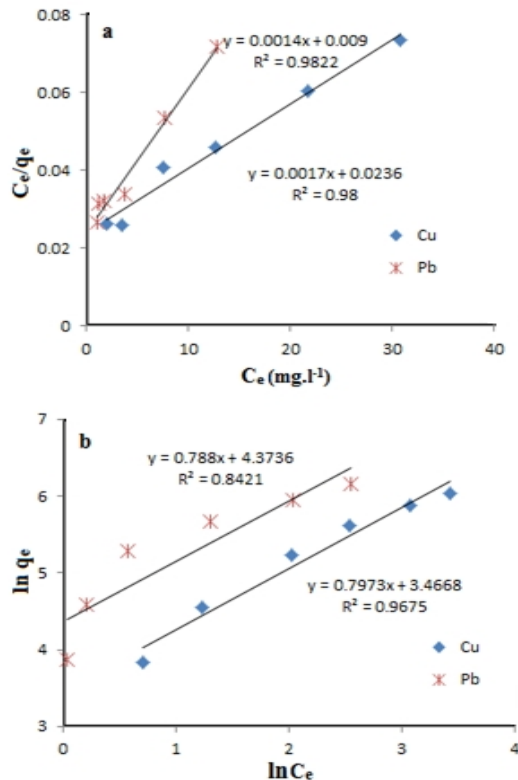 a
y = 0.0014x + 0.009
R² = 0.9822
y = 0.0017x + 0.0236
R² = 0.98
Cu
Pb
0.08
0.06
0.04
0.02
0
0 10 20 30 40
Cₑ/qₑ
Cₑ (mg.l⁻¹)
b
y = 0.788x + 4.3736
R² = 0.8421
y = 0.7973x + 3.4668
R² = 0.9675
Cu
Pb
7
6
5
4
3
0 1 2 3 4
ln qₑ
lnCₑ